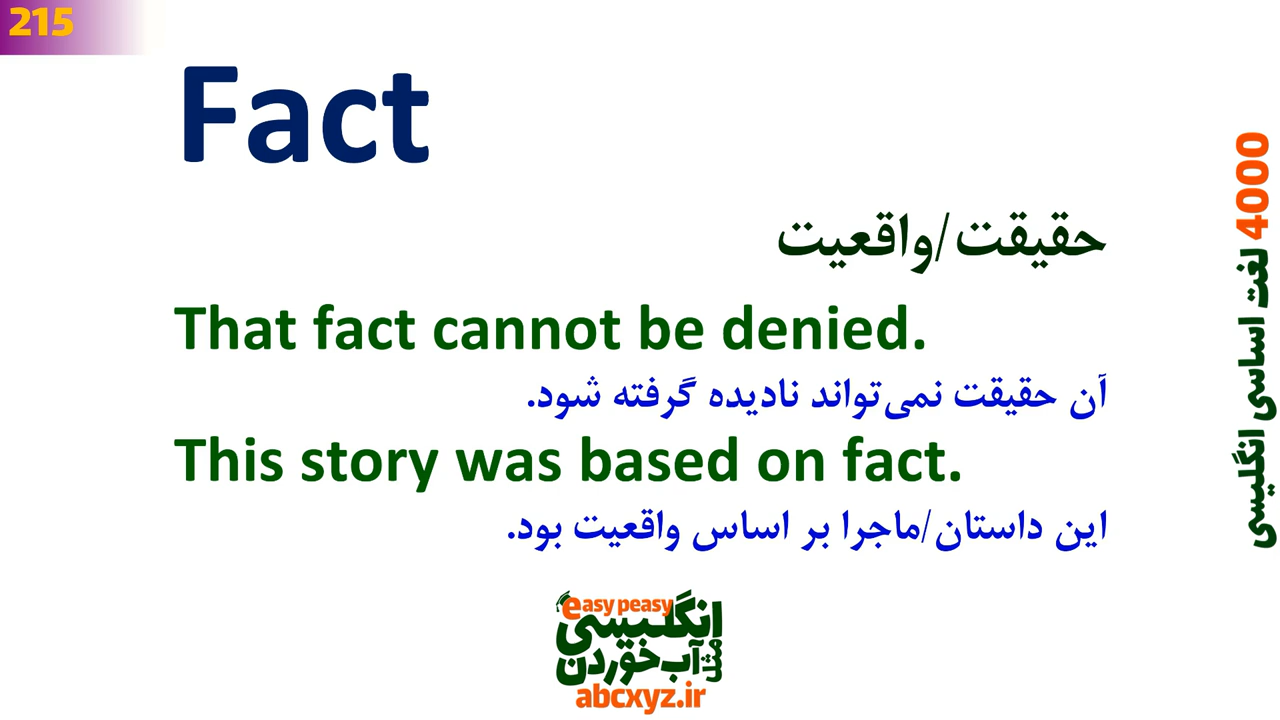 215
Fact
حقیقت/واقعیت
That fact cannot be denied.
آن حقیقت نمی‌تواند نادیده گرفته شود.
This story was based on fact.
این داستان/ماجرا بر اساس واقعیت بود.
4000 لغت اساسی انگلیسی
easy peasy
انگلیسی
مثل آب خوردن
abcxyz.ir